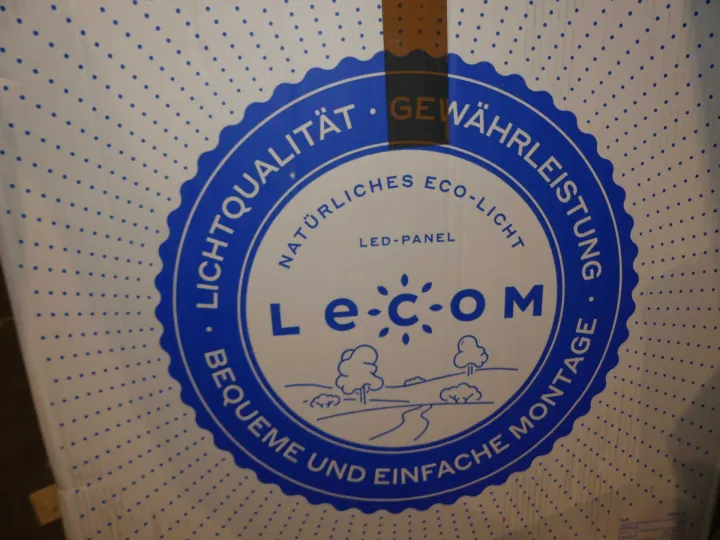 LICHTQUALITÄT · GEWÄHRLEISTUNG ·
BEQUEME UND EINFACHE MONTAGE ·
NATÜRLICHES ECO-LICHT
LED-PANEL
LeCOM